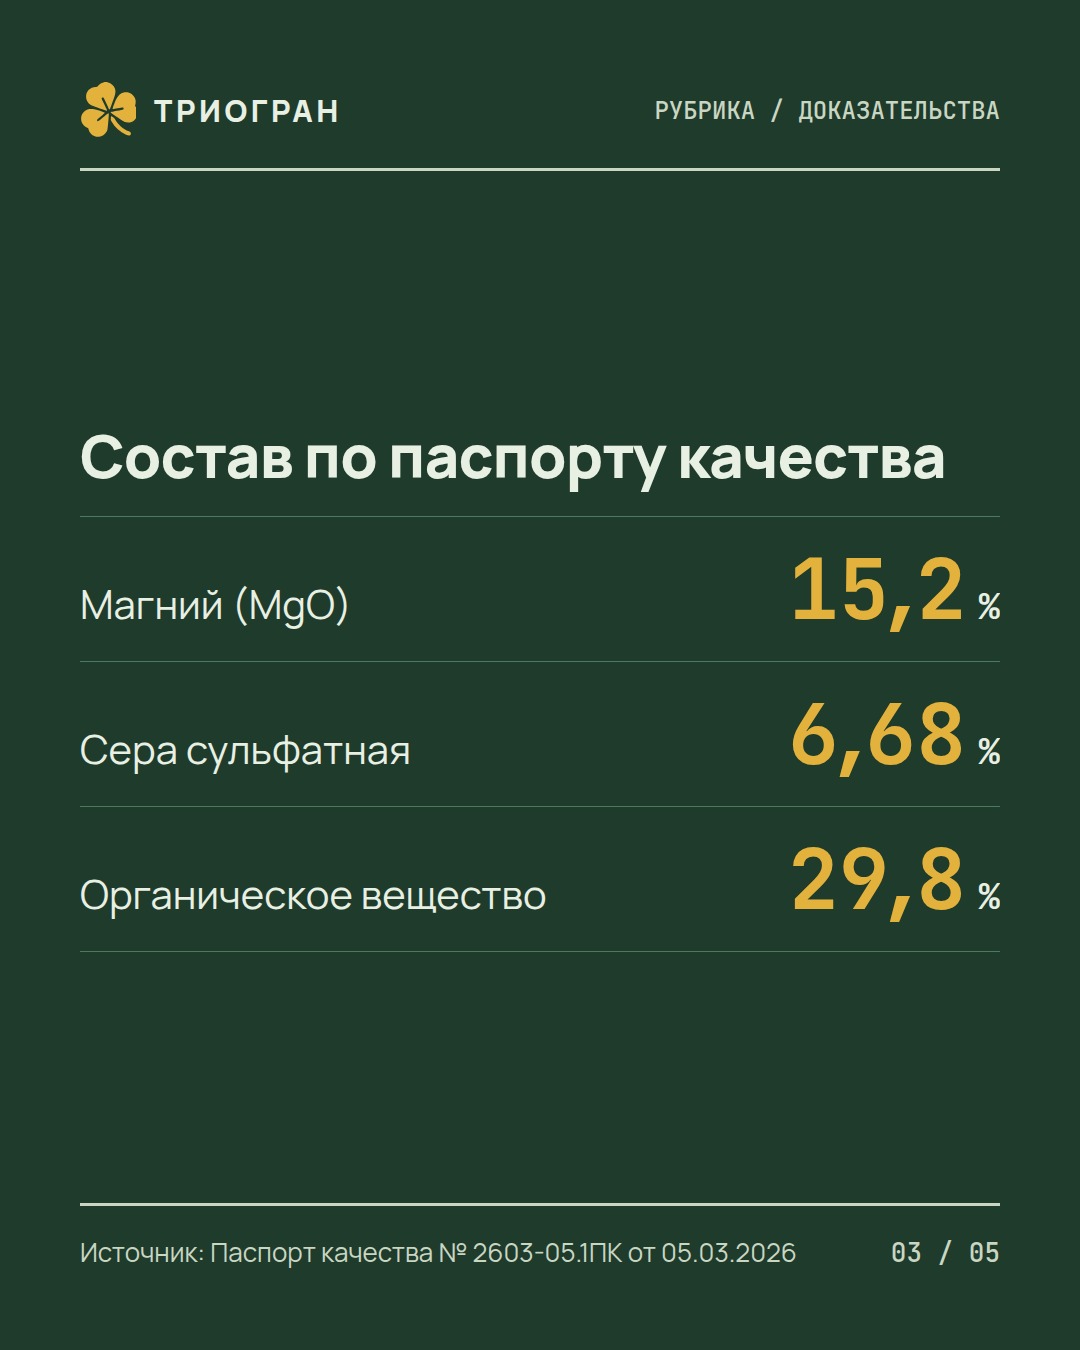 ТРИОГРАН
РУБРИКА / ДОКАЗАТЕЛЬСТВА
Состав по паспорту качества
Магний (MgO) 15,2 %
Сера сульфатная 6,68 %
Органическое вещество 29,8 %
Источник: Паспорт качества № 2603-05.1ПК от 05.03.2026
03 / 05